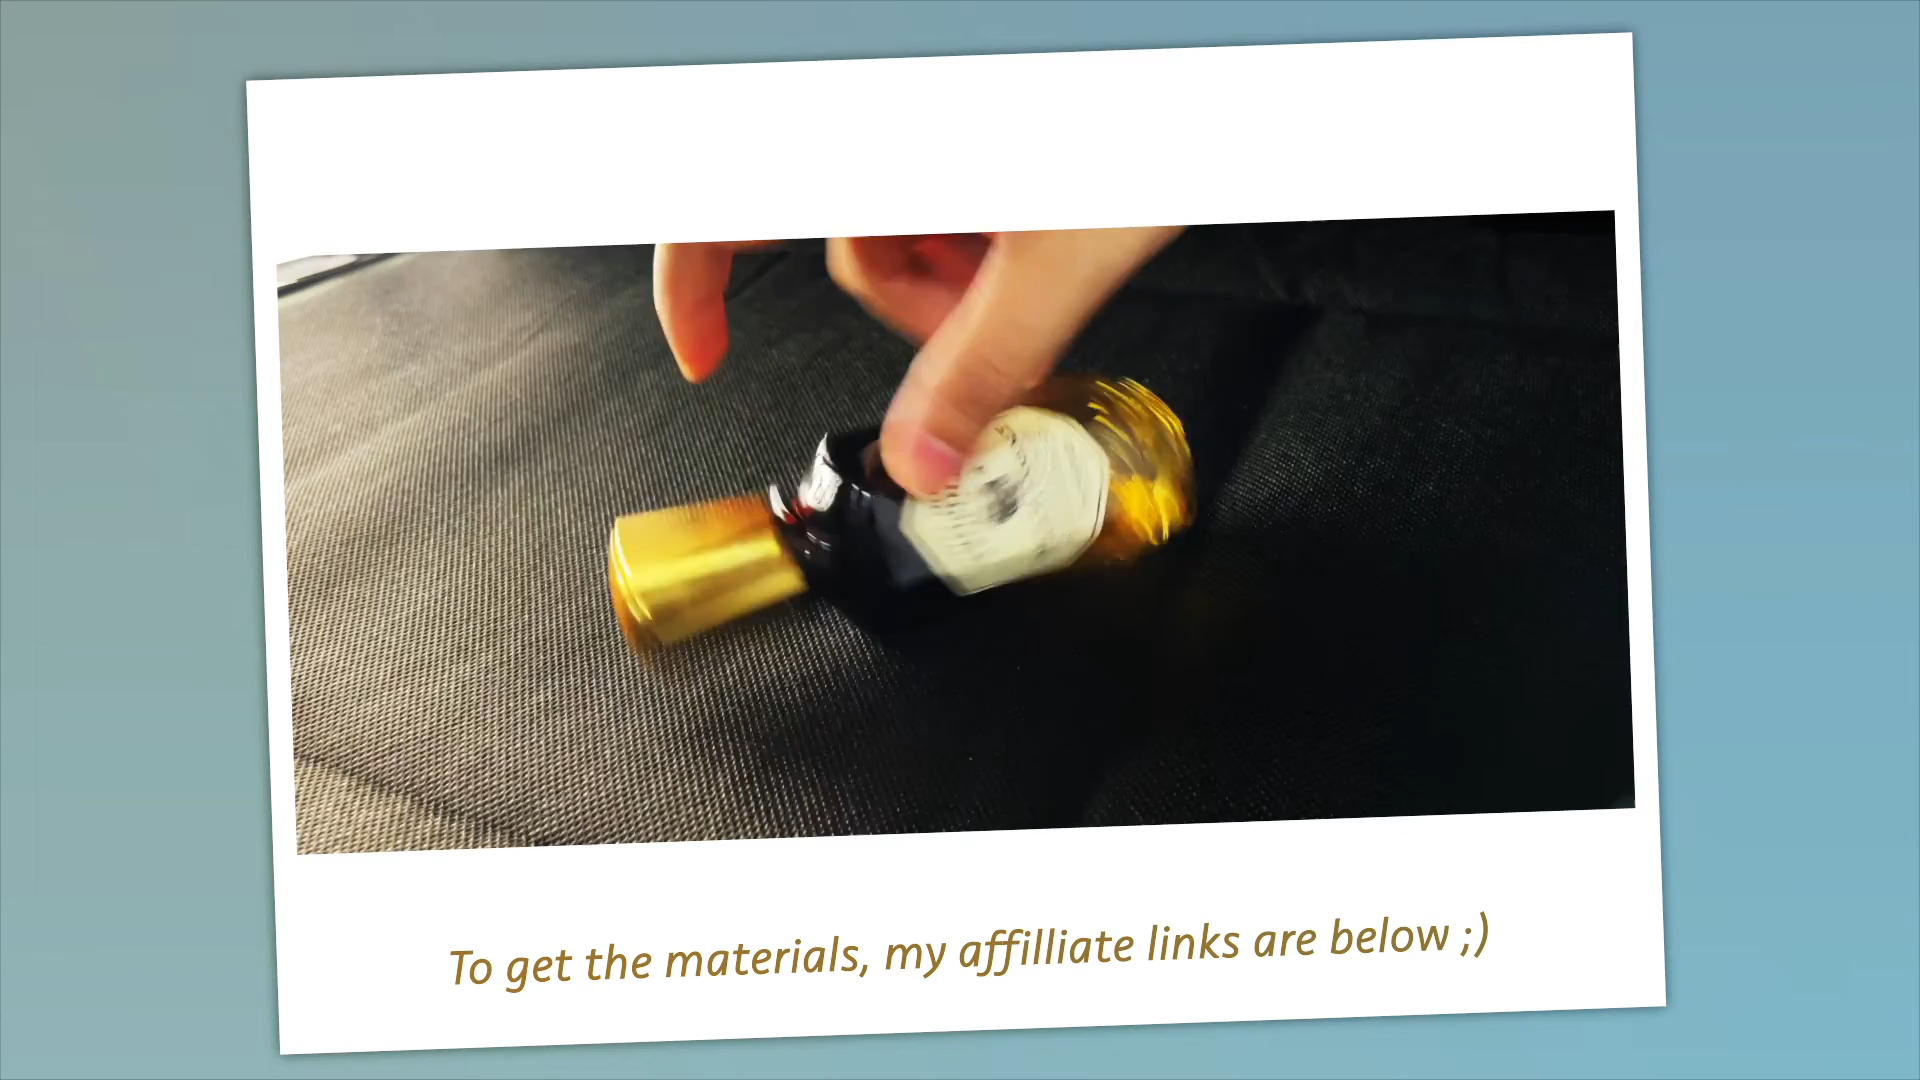 To get the materials, my affilliate links are below ;)